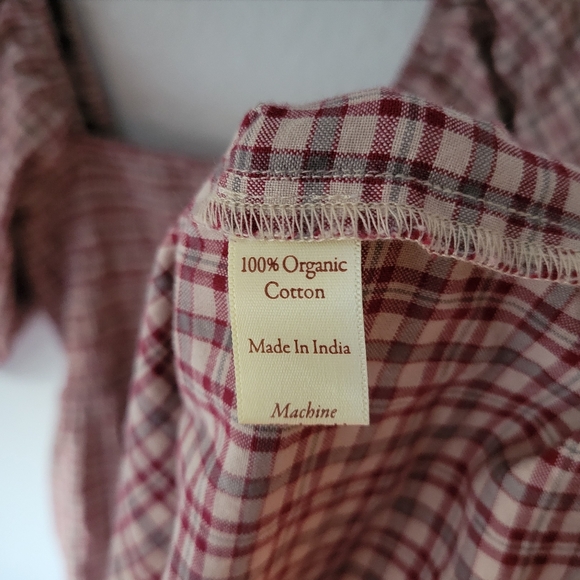 100% Organic
Cotton
Made In India
Machine